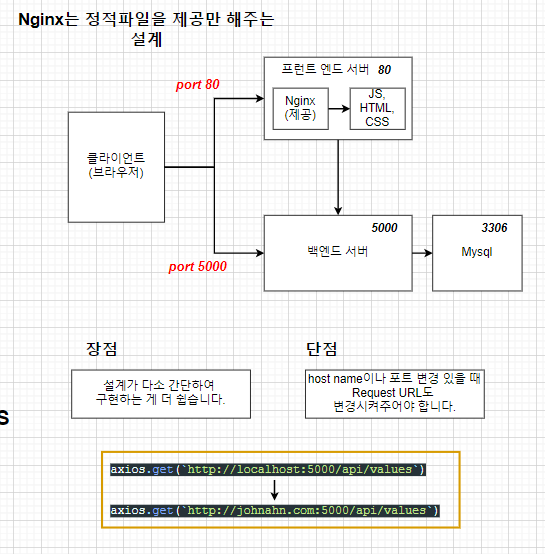 Nginx는 정적파일을 제공만 해주는
설계
port 80
프런트 엔드 서버 80
Nginx
(제공)
JS,
HTML,
CSS
클라이언트
(브라우저)
port 5000
5000
백엔드 서버
3306
Mysql
장점
단점
설계가 다소 간단하여
구현하는 게 더 쉽습니다.
host name이나 포트 변경 있을 때
Request URL도
변경시켜주어야 합니다.
S
axios.get(`http://localhost:5000/api/values`)
axios.get(`http://johnahn.com:5000/api/values`)